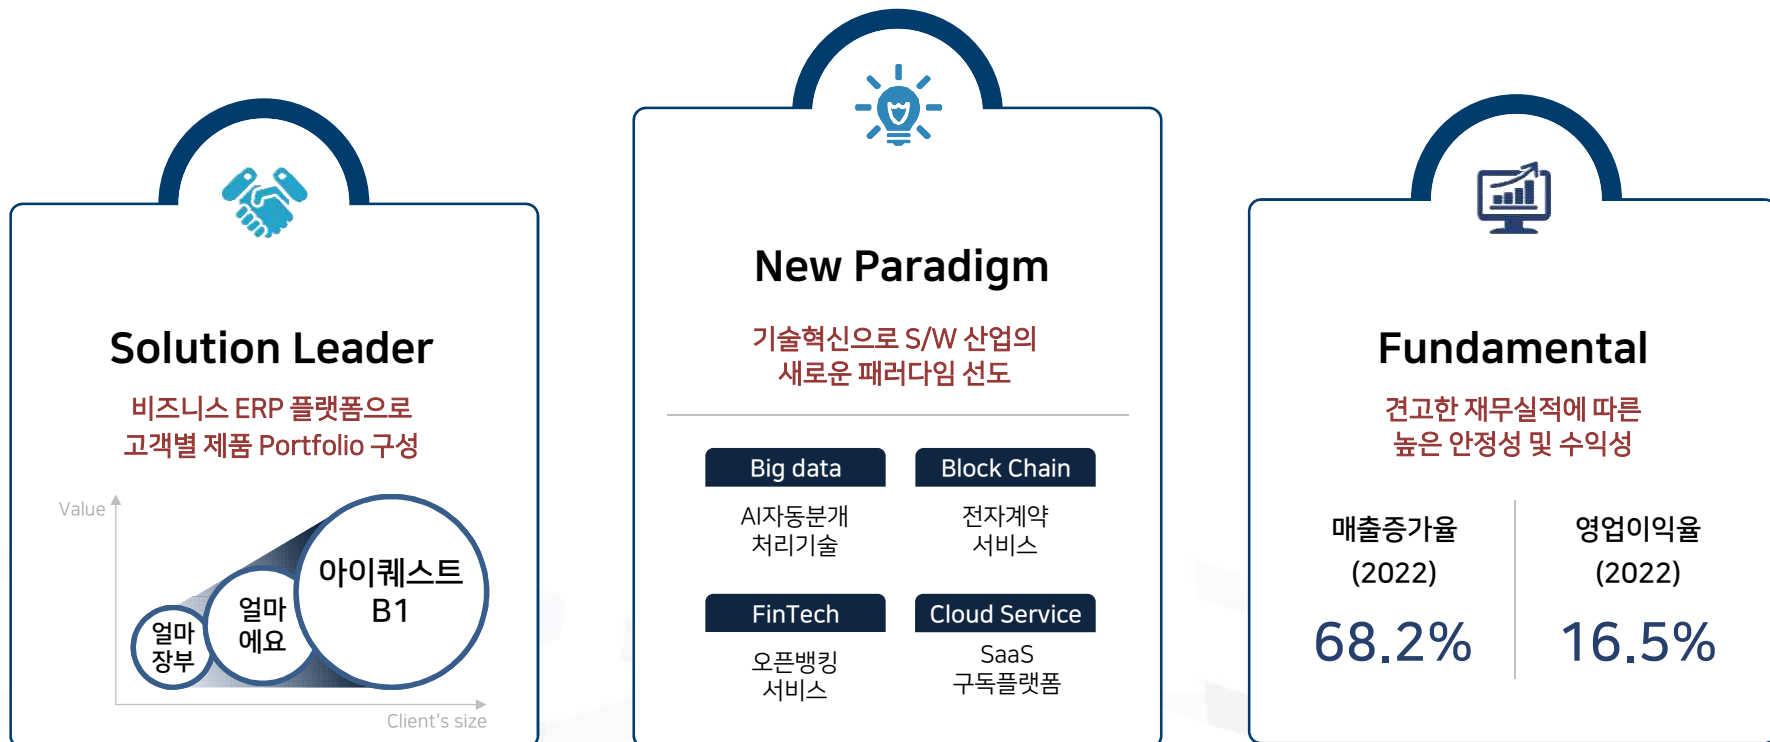 Solution Leader
비즈니스 ERP 플랫폼으로
고객별 제품 Portfolio 구성
Value
얼마
장부
얼마
에요
아이퀘스트
B1
Client's size
New Paradigm
기술혁신으로 S/W 산업의
새로운 패러다임 선도
Big data
AI자동분개
처리기술
Block Chain
전자계약
서비스
FinTech
오픈뱅킹
서비스
Cloud Service
SaaS
구독플랫폼
Fundamental
견고한 재무실적에 따른
높은 안정성 및 수익성
매출증가율
(2022)
68.2%
영업이익율
(2022)
16.5%